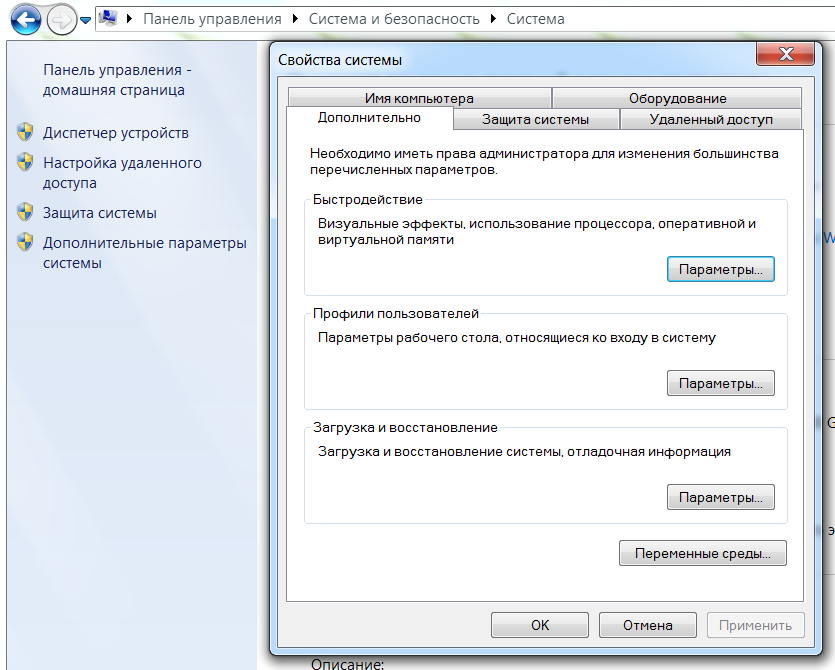 Панель управления ▸ Система и безопасность ▸ Система
Панель управления -
домашняя страница
Диспетчер устройств
Настройка удаленного
доступа
Защита системы
Дополнительные параметры
системы
Свойства системы
Имя компьютера
Оборудование
Дополнительно
Защита системы
Удаленный доступ
Необходимо иметь права администратора для изменения большинства
перечисленных параметров.
Быстродействие
Визуальные эффекты, использование процессора, оперативной и
виртуальной памяти
Параметры...
Профили пользователей
Параметры рабочего стола, относящиеся ко входу в систему
Параметры...
Загрузка и восстановление
Загрузка и восстановление системы, отладочная информация
Параметры...
Переменные среды...
OK
Отмена
Применить
Описание: